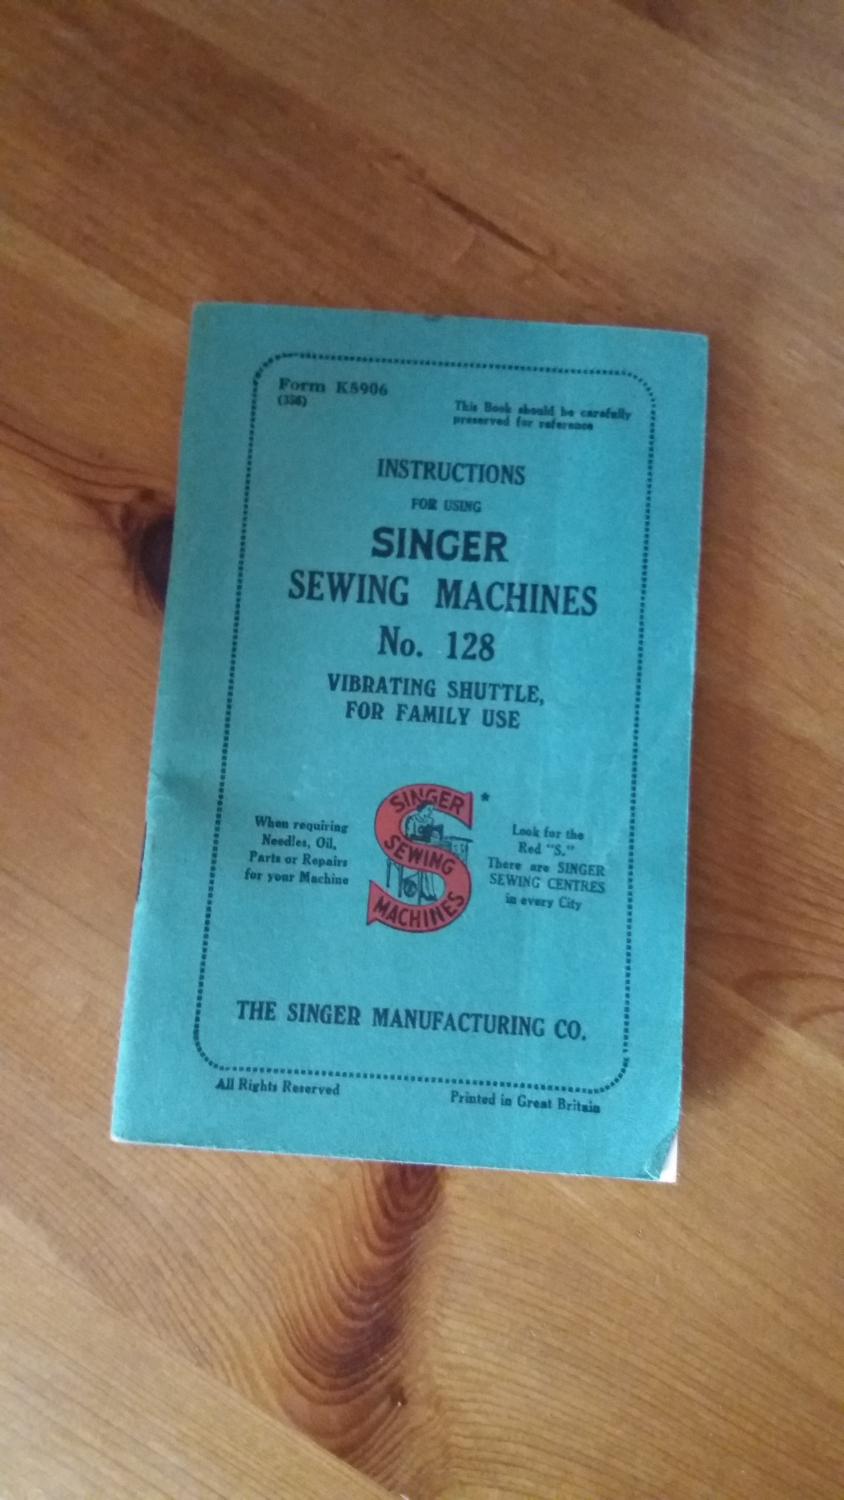 Form K5906
(356)
This Book should be carefully
preserved for reference
INSTRUCTIONS
FOR USING
SINGER
SEWING MACHINES
No. 128
VIBRATING SHUTTLE,
FOR FAMILY USE
When requiring
Needles, Oil,
Parts or Repairs
for your Machine
SINGER
SEWING
MACHINES
*
Look for the
Red "S."
There are SINGER
SEWING CENTRES
in every City
THE SINGER MANUFACTURING CO.
All Rights Reserved
Printed in Great Britain